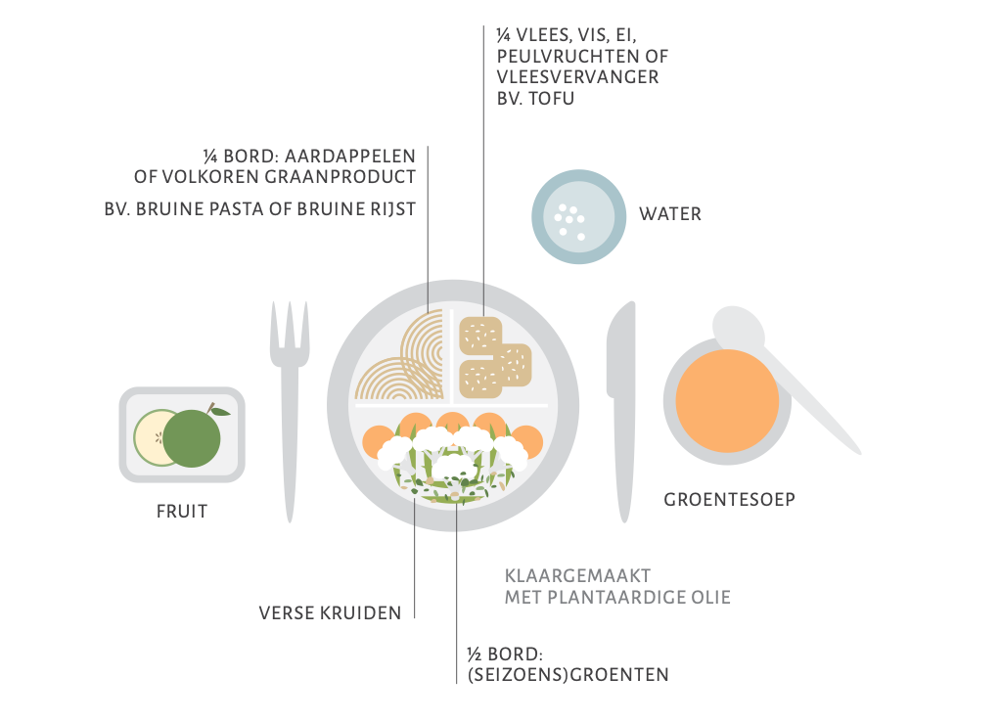 ¼ VLEES, VIS, EI,
PEULVRUCHTEN OF
VLEESVERVANGER
BV. TOFU
¼ BORD: AARDAPPELEN
OF VOLKOREN GRAANPRODUCT
BV. BRUINE PASTA OF BRUINE RIJST
WATER
FRUIT
GROENTESOEP
KLAARGEMAAKT
MET PLANTAARDIGE OLIE
VERSE KRUIDEN
½ BORD:
(SEIZOENS)GROENTEN